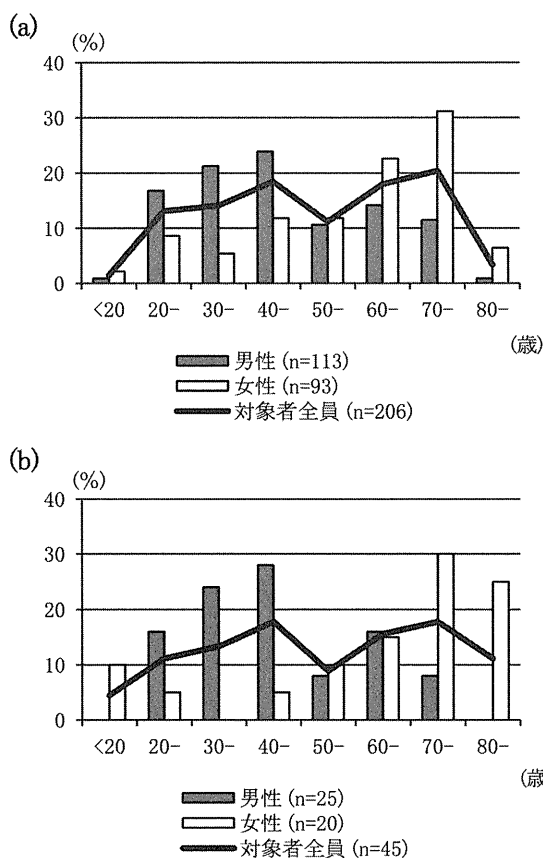 (a)
(%)
40
30
20
10
0
<20 20- 30- 40- 50- 60- 70- 80-
(歳)
男性 (n=113)
女性 (n=93)
対象者全員 (n=206)
(b)
(%)
40
30
20
10
0
<20 20- 30- 40- 50- 60- 70- 80-
(歳)
男性 (n=25)
女性 (n=20)
対象者全員 (n=45)